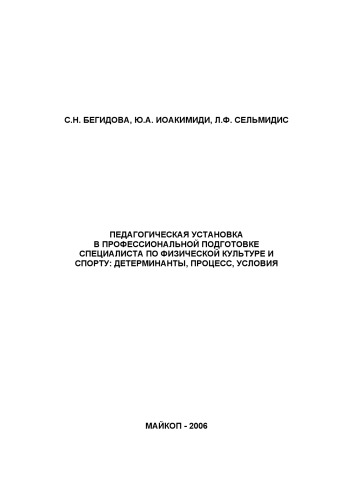 С.Н. БЕГИДОВА, Ю.А. ИОАКИМИДИ, Л.Ф. СЕЛЬМИДИС
ПЕДАГОГИЧЕСКАЯ УСТАНОВКА
В ПРОФЕССИОНАЛЬНОЙ ПОДГОТОВКЕ
СПЕЦИАЛИСТА ПО ФИЗИЧЕСКОЙ КУЛЬТУРЕ И
СПОРТУ: ДЕТЕРМИНАНТЫ, ПРОЦЕСС, УСЛОВИЯ
МАЙКОП - 2006